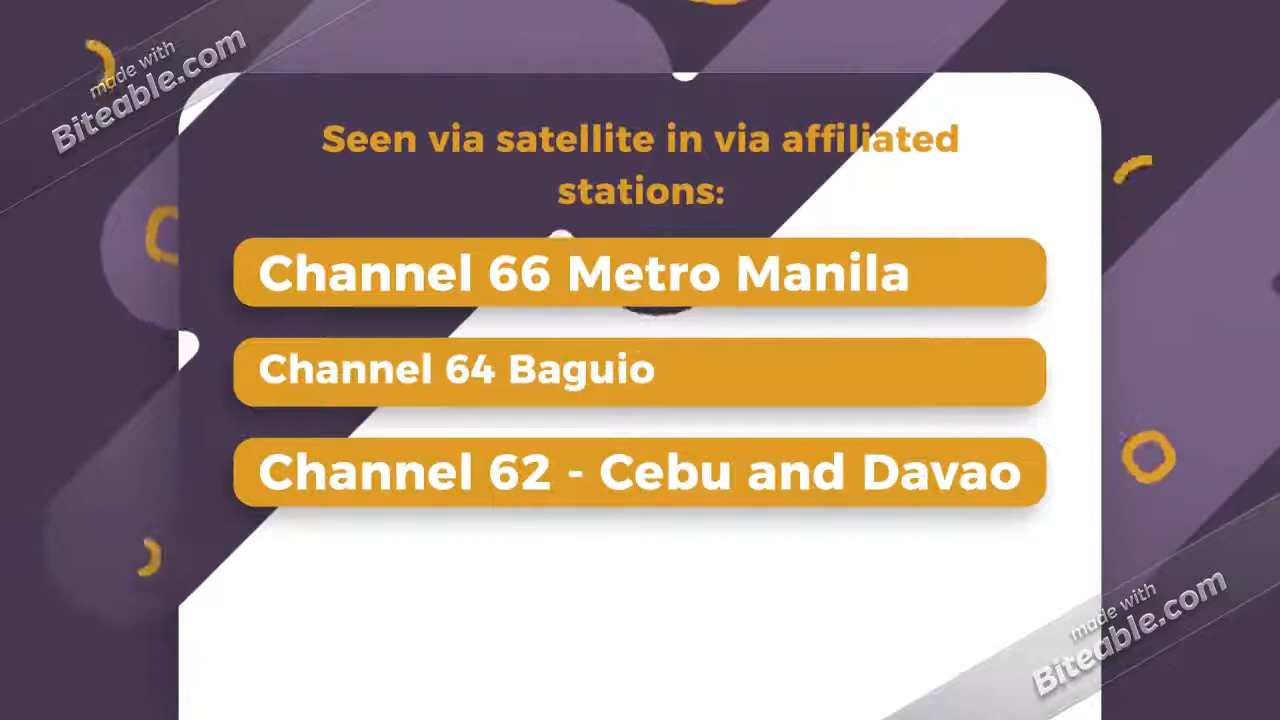 made with
Biteable.com
Seen via satellite in via affiliated
stations:
Channel 66 Metro Manila
Channel 64 Baguio
Channel 62 - Cebu and Davao
made with
Biteable.com